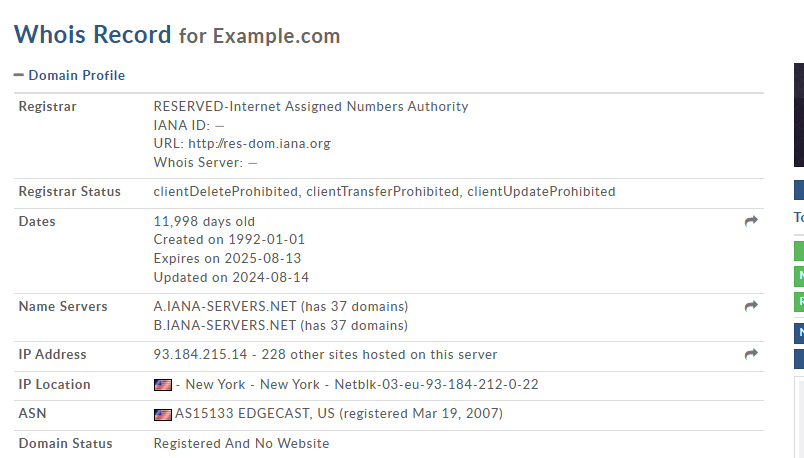 Whois Record for Example.com
Domain Profile
Registrar
RESERVED-Internet Assigned Numbers Authority
IANA ID: —
URL: http://res-dom.iana.org
Whois Server: —
Registrar Status
clientDeleteProhibited, clientTransferProhibited, clientUpdateProhibited
Dates
11,998 days old
Created on 1992-01-01
Expires on 2025-08-13
Updated on 2024-08-14
Name Servers
A.IANA-SERVERS.NET (has 37 domains)
B.IANA-SERVERS.NET (has 37 domains)
IP Address
93.184.215.14 - 228 other sites hosted on this server
IP Location
- New York - New York - Netblk-03-eu-93-184-212-0-22
ASN
AS15133 EDGECAST, US (registered Mar 19, 2007)
Domain Status
Registered And No Website